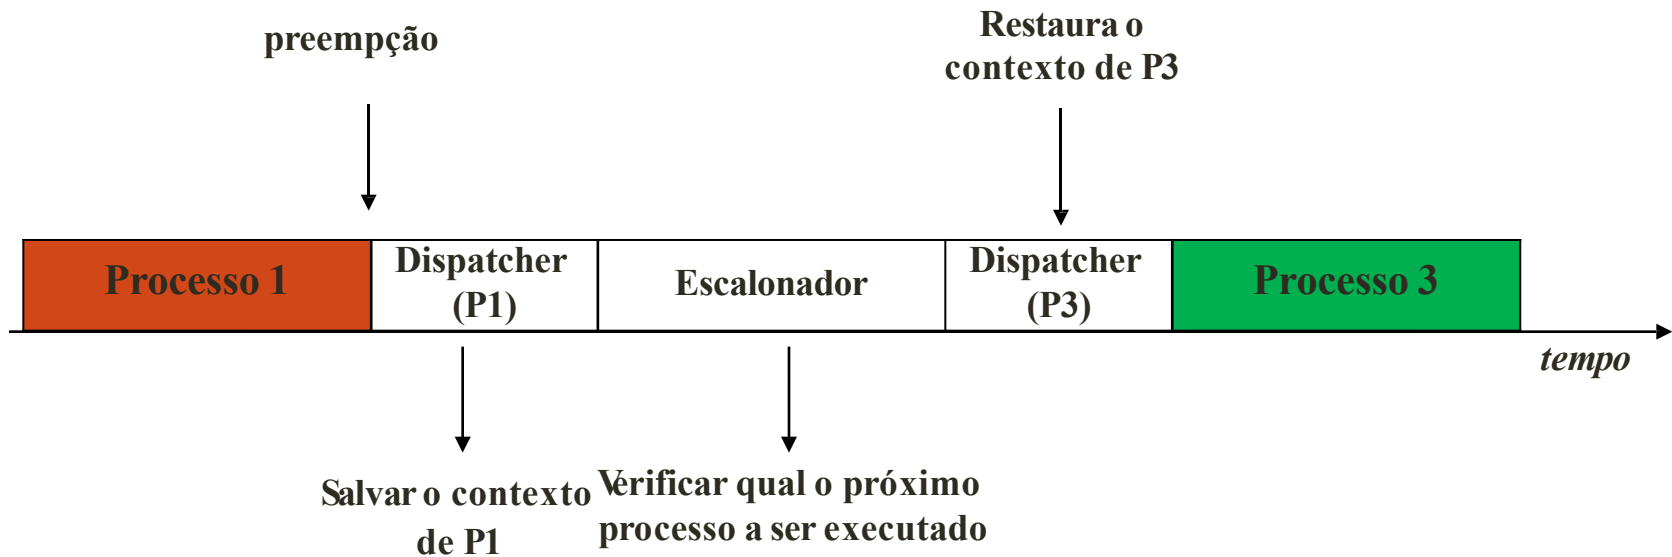 preempção
Restaura o
contexto de P3
Processo 1
Dispatcher
(P1)
Escalonador
Dispatcher
(P3)
Processo 3
tempo
Salvar o contexto
de P1
Verificar qual o próximo
processo a ser executado